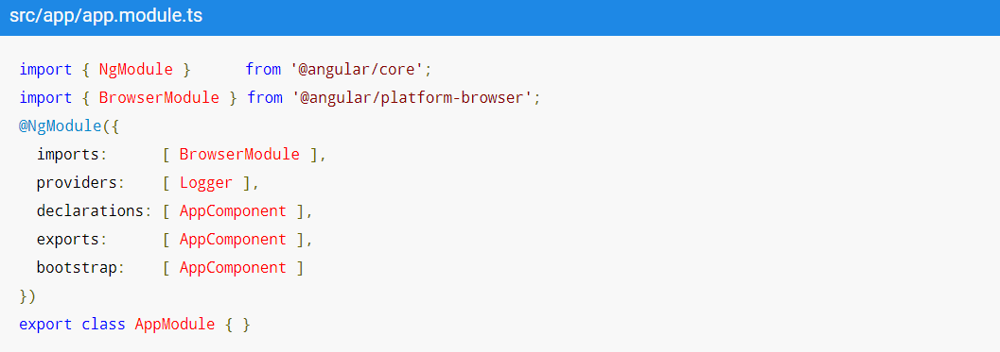 src/app/app.module.ts
import { NgModule }      from '@angular/core';
import { BrowserModule } from '@angular/platform-browser';
@NgModule({
  imports:      [ BrowserModule ],
  providers:    [ Logger ],
  declarations: [ AppComponent ],
  exports:      [ AppComponent ],
  bootstrap:    [ AppComponent ]
})
export class AppModule { }